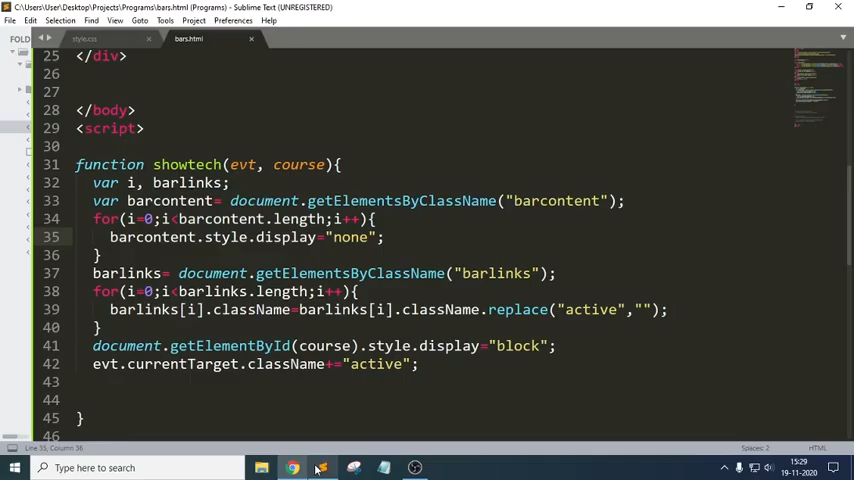 C:\Users\User\Desktop\Projects\Programs\bars.html (Programs) - Sublime Text (UNREGISTERED)
File Edit Selection Find View Goto Tools Project Preferences Help
FOLD style.css bars.html
25 </div>
26
27
28 </body>
29 <script>
30
31 function showtech(evt, course){
32 var i, barlinks;
33 var barcontent= document.getElementsByClassName("barcontent");
34 for(i=0;i<barcontent.length;i++){
35 barcontent.style.display="none";
36 }
37 barlinks= document.getElementsByClassName("barlinks");
38 for(i=0;i<barlinks.length;i++){
39 barlinks[i].className=barlinks[i].className.replace("active","");
40 }
41 document.getElementById(course).style.display="block";
42 evt.currentTarget.className+="active";
43
44
45 }
46
Line 35, Column 36 Spaces: 2 HTML
Type here to search 15:29
19-11-2020